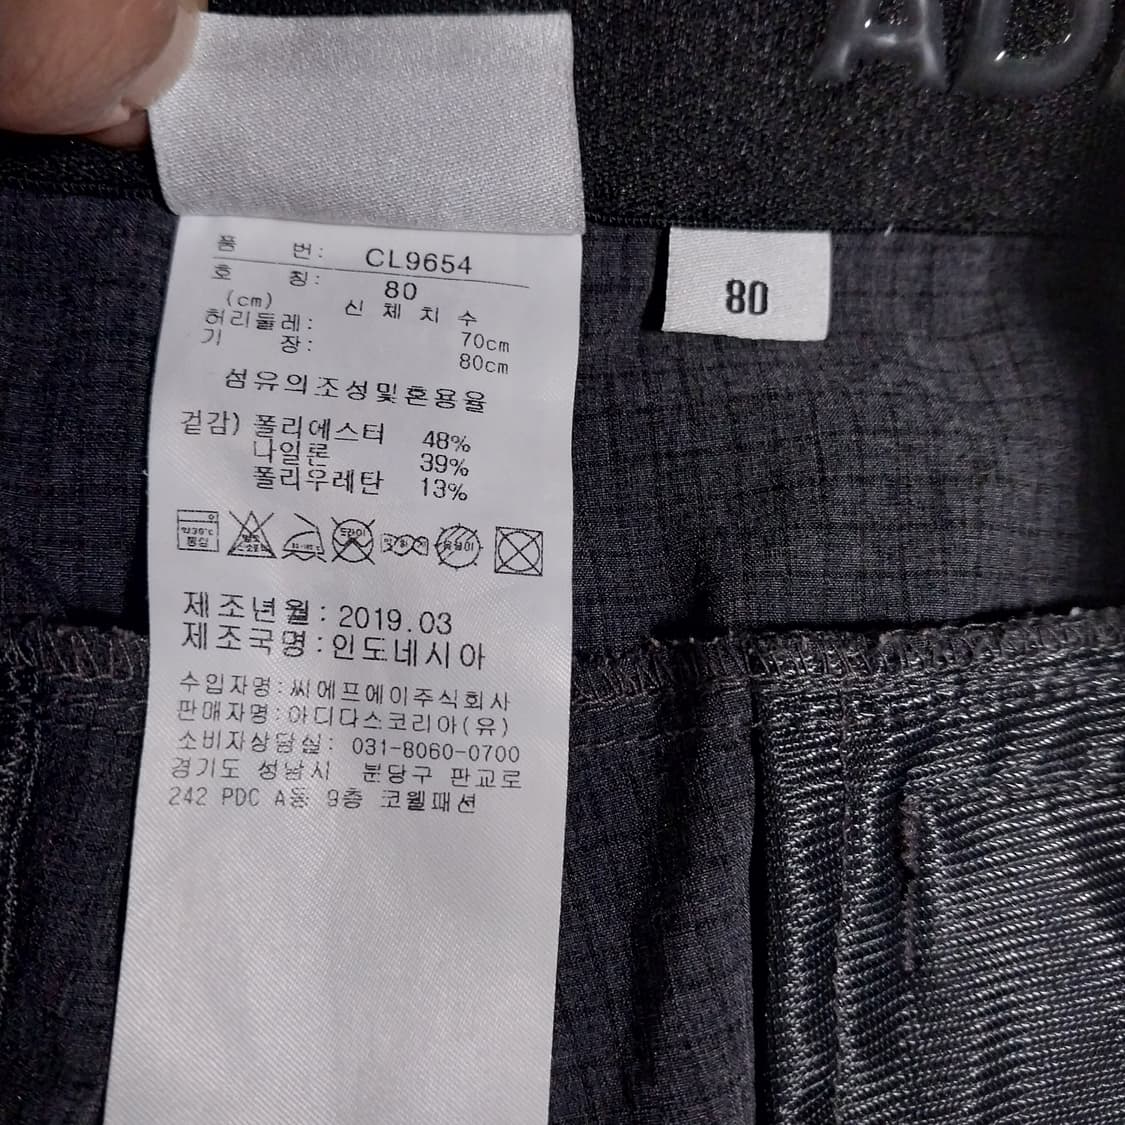 AD
품 번: CL9654
호 칭: 80
(cm) 신 체 치 수
허리둘레: 70cm
기 장: 80cm
섬유의조성및혼용율
겉감) 폴리에스터 48%
나일론 39%
폴리우레탄 13%
드라이
제조년월: 2019.03
제조국명:인도네시아
수입자명:씨에프에이주식회사
판매자명:아디다스코리아(유)
소비자상담실: 031-8060-0700
경기도 성남시 분당구 판교로
242 PDC A동 9층 코웰패션
80